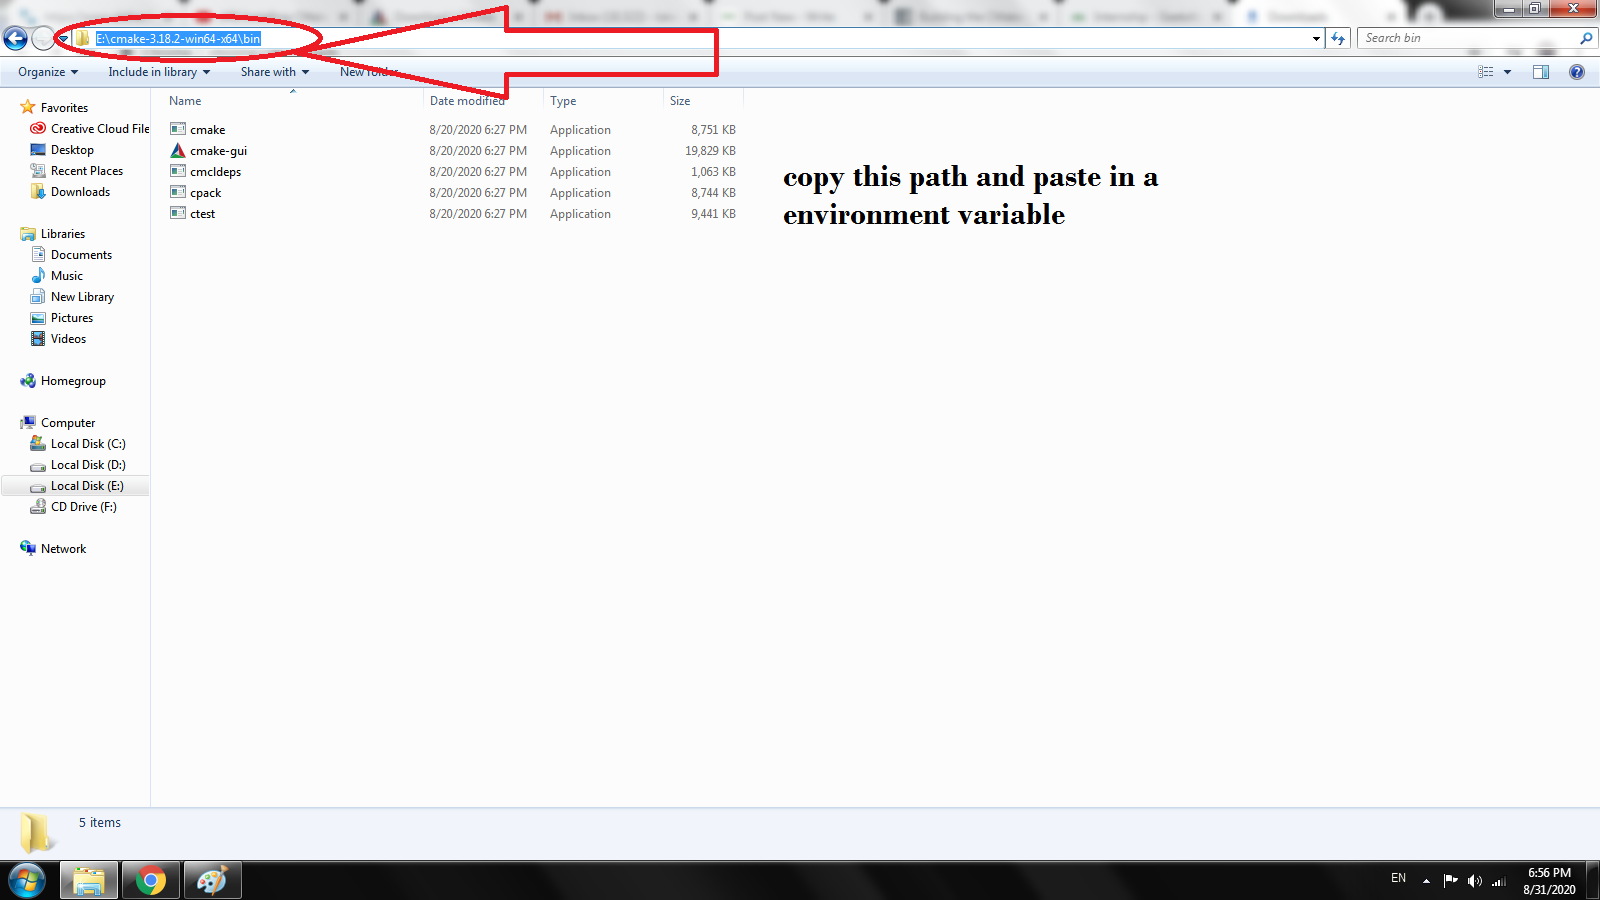 E:\cmake-3.18.2-win64-x64\bin
Search bin
Organize Include in library Share with New folder
Name Date modified Type Size
cmake 8/20/2020 6:27 PM Application 8,751 KB
cmake-gui 8/20/2020 6:27 PM Application 19,829 KB
cmcldeps 8/20/2020 6:27 PM Application 1,063 KB
cpack 8/20/2020 6:27 PM Application 8,744 KB
ctest 8/20/2020 6:27 PM Application 9,441 KB
Favorites
Creative Cloud File
Desktop
Recent Places
Downloads
Libraries
Documents
Music
New Library
Pictures
Videos
Homegroup
Computer
Local Disk (C:)
Local Disk (D:)
Local Disk (E:)
CD Drive (F:)
Network
copy this path and paste in a
environment variable
5 items
EN
6:56 PM
8/31/2020